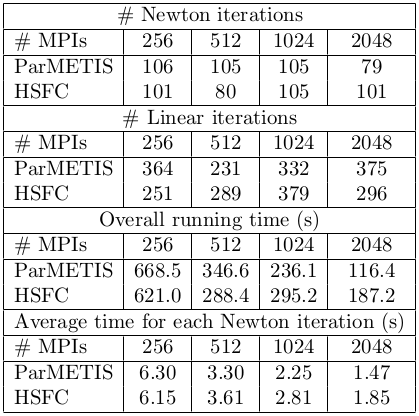 # Newton iterations
# MPIs 256 512 1024 2048
ParMETIS 106 105 105 79
HSFC 101 80 105 101
# Linear iterations
# MPIs 256 512 1024 2048
ParMETIS 364 231 332 375
HSFC 251 289 379 296
Overall running time (s)
# MPIs 256 512 1024 2048
ParMETIS 668.5 346.6 236.1 116.4
HSFC 621.0 288.4 295.2 187.2
Average time for each Newton iteration (s)
# MPIs 256 512 1024 2048
ParMETIS 6.30 3.30 2.25 1.47
HSFC 6.15 3.61 2.81 1.85